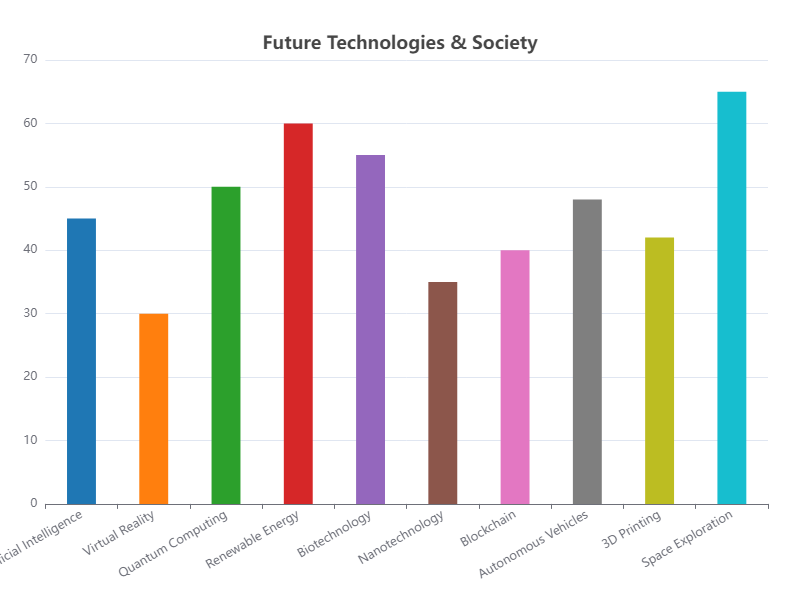 Future Technologies & Society
70
60
50
40
30
20
10
0
ficial Intelligence
Virtual Reality
Quantum Computing
Renewable Energy
Biotechnology
Nanotechnology
Blockchain
Autonomous Vehicles
3D Printing
Space Exploration